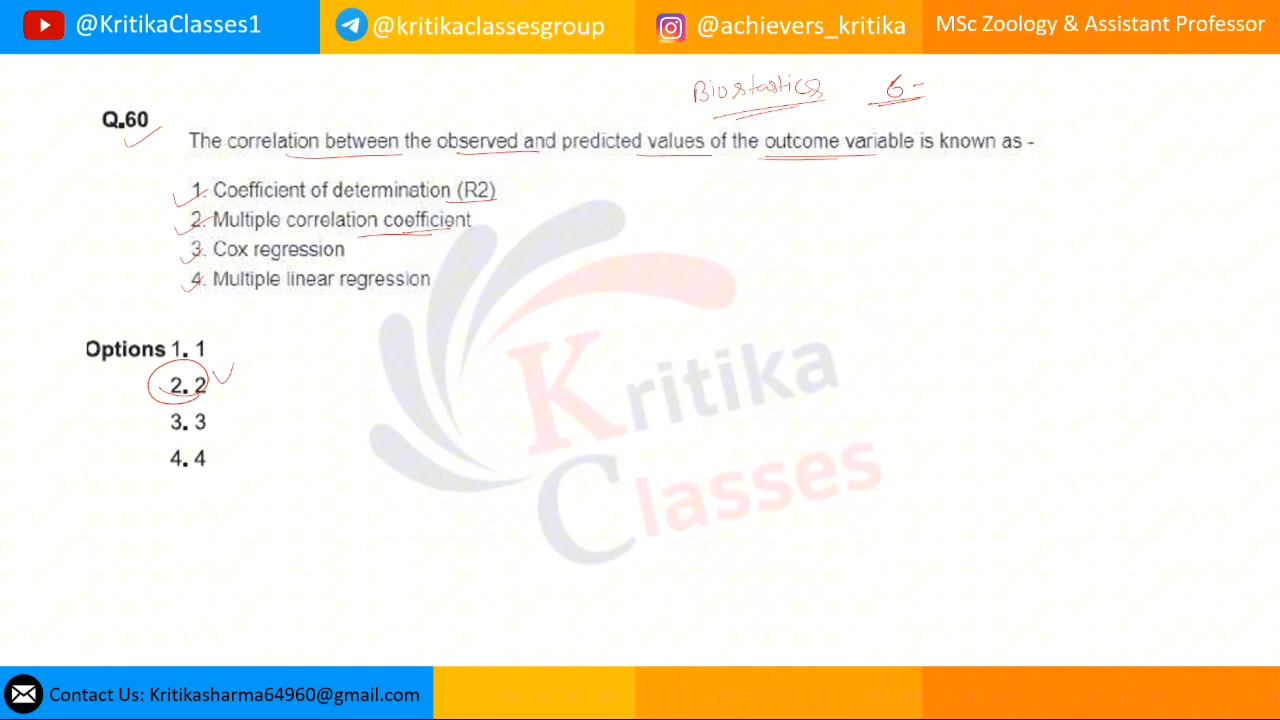 @KritikaClasses1 @kritikaclassesgroup @achievers_kritika MSc Zoology & Assistant Professor
Biostastics 6-
Q.60
The correlation between the observed and predicted values of the outcome variable is known as -
1. Coefficient of determination (R2)
2. Multiple correlation coefficient
3. Cox regression
4. Multiple linear regression
Options 1. 1
2. 2
3. 3
4. 4
Kritika
Classes
Contact Us: Kritikasharma64960@gmail.com